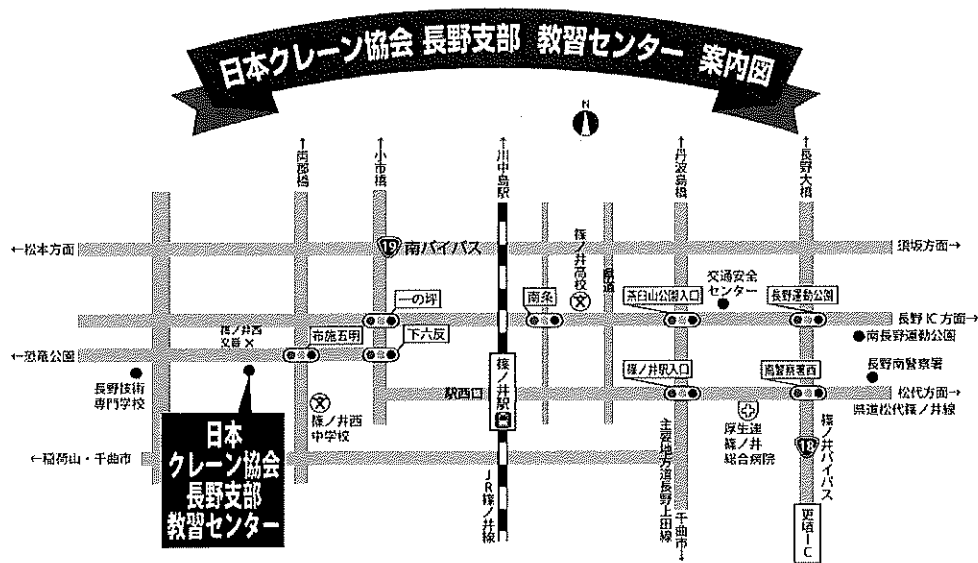 日本クレーン協会 長野支部 教習センター 案内図
N
↑両郡橋
↑小市橋
↑川中島駅
↑丹波島橋
↑長野大橋
←松本方面
19
南バイパス
須坂方面→
篠ノ井高校
県道
交通安全
センター
一の坪
南条
茶臼山公園入口
長野運動公園
長野IC方面→
南長野運動公園
篠ノ井西
交番
布施五明
下六反
←恐竜公園
長野技術
専門学校
篠ノ井西
中学校
駅西口
篠ノ井駅
篠ノ井駅入口
南警察署西
長野南警察署
松代方面→
県道松代篠ノ井線
厚生連
篠ノ井
総合病院
18
篠ノ井バイパス
←稲荷山・千曲市
日本
クレーン協会
長野支部
教習センター
JR篠ノ井線
主要地方道長野上田線
千曲市→
更埴IC